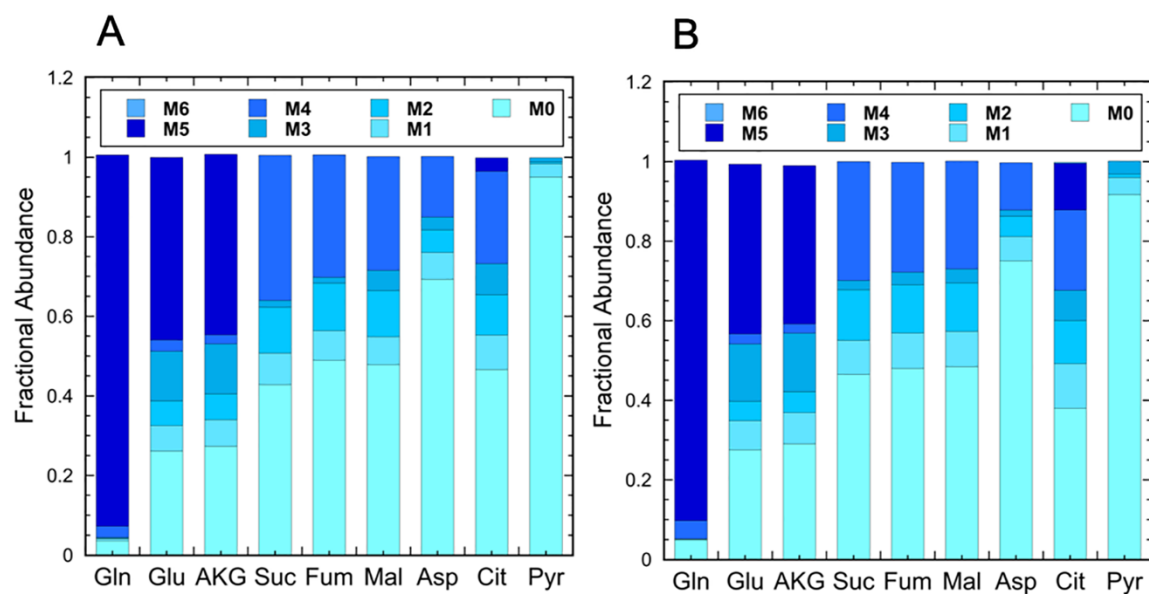 A
Fractional Abundance
1.2
1
0.8
0.6
0.4
0.2
0
M6 M4 M2 M0
M5 M3 M1
Gln Glu AKG Suc Fum Mal Asp Cit Pyr
B
Fractional Abundance
1.2
1
0.8
0.6
0.4
0.2
0
M6 M4 M2 M0
M5 M3 M1
Gln Glu AKG Suc Fum Mal Asp Cit Pyr